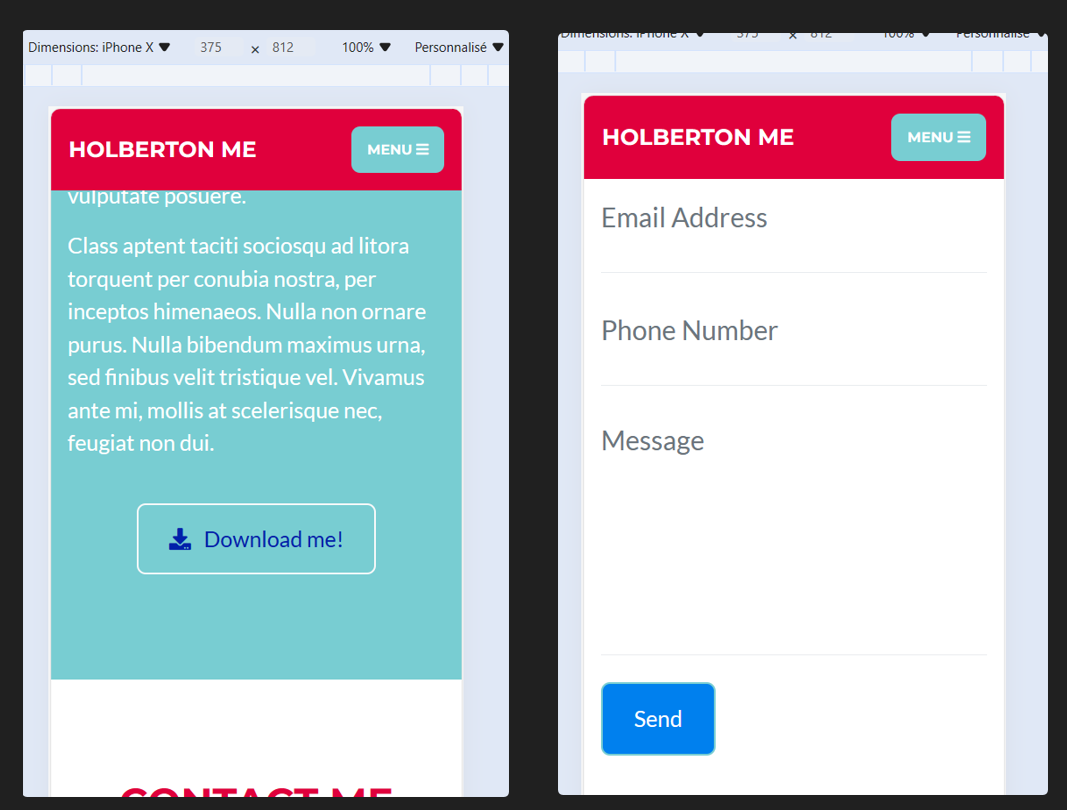 Dimensions: iPhone X 375 × 812 100% Personnalisé
HOLBERTON ME
MENU
vulputate posuere.
Class aptent taciti sociosqu ad litora
torquent per conubia nostra, per
inceptos himenaeos. Nulla non ornare
purus. Nulla bibendum maximus urna,
sed finibus velit tristique vel. Vivamus
ante mi, mollis at scelerisque nec,
feugiat non dui.
Download me!
CONTACT ME
Dimensions: iPhone X 375 × 812 100% Personnalisé
HOLBERTON ME
MENU
Email Address
Phone Number
Message
Send